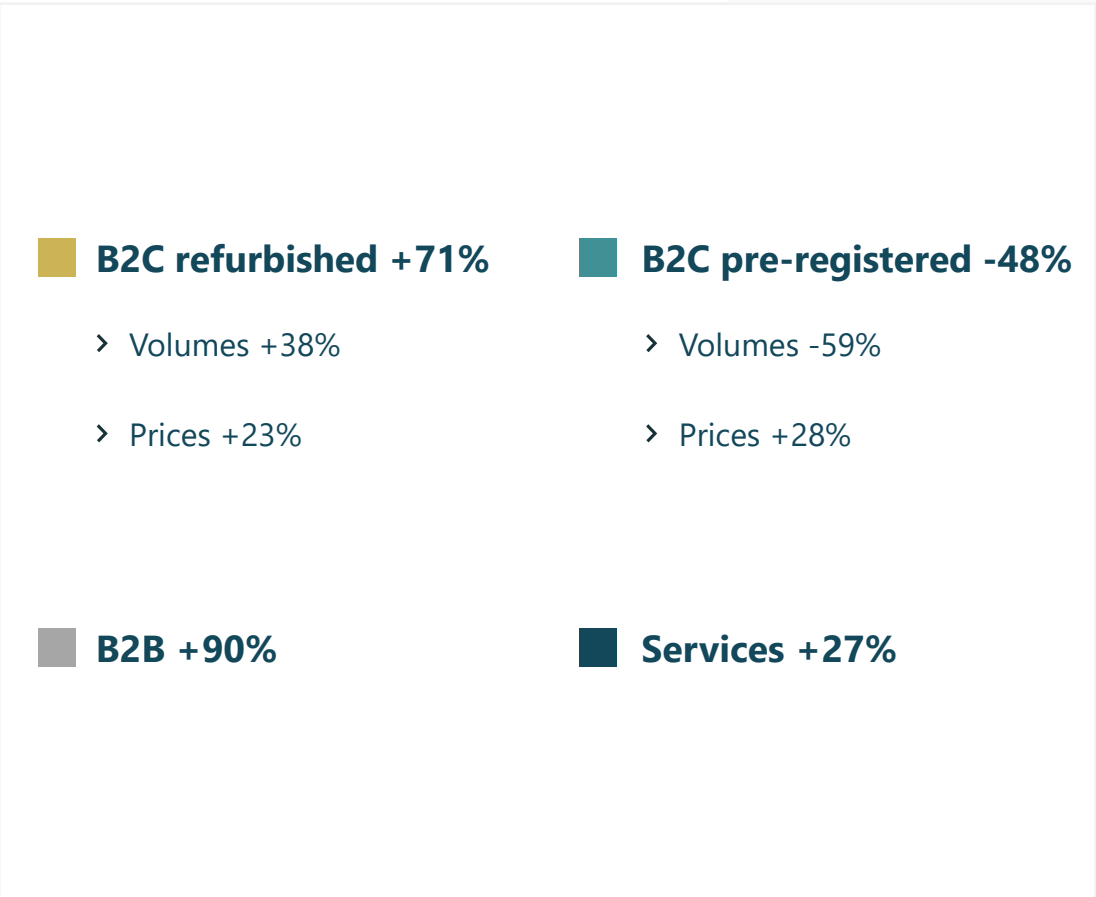 B2C refurbished +71%
Volumes +38%
Prices +23%
B2C pre-registered -48%
Volumes -59%
Prices +28%
B2B +90%
Services +27%